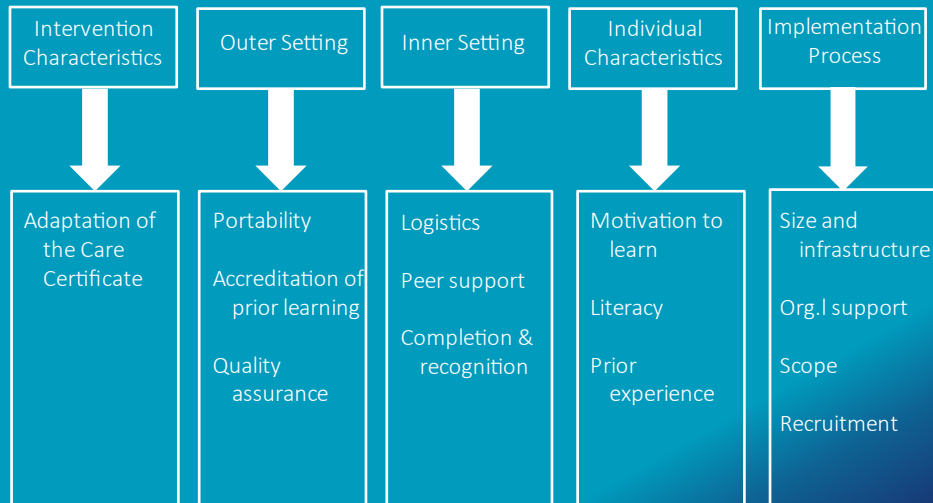 Intervention
Characteristics
Outer Setting
Inner Setting
Individual
Characteristics
Implementation
Process
Adaptation of
the Care
Certificate
Portability
Accreditation of
prior learning
Quality
assurance
Logistics
Peer support
Completion &
recognition
Motivation to
learn
Literacy
Prior
experience
Size and
infrastructure
Org.l support
Scope
Recruitment